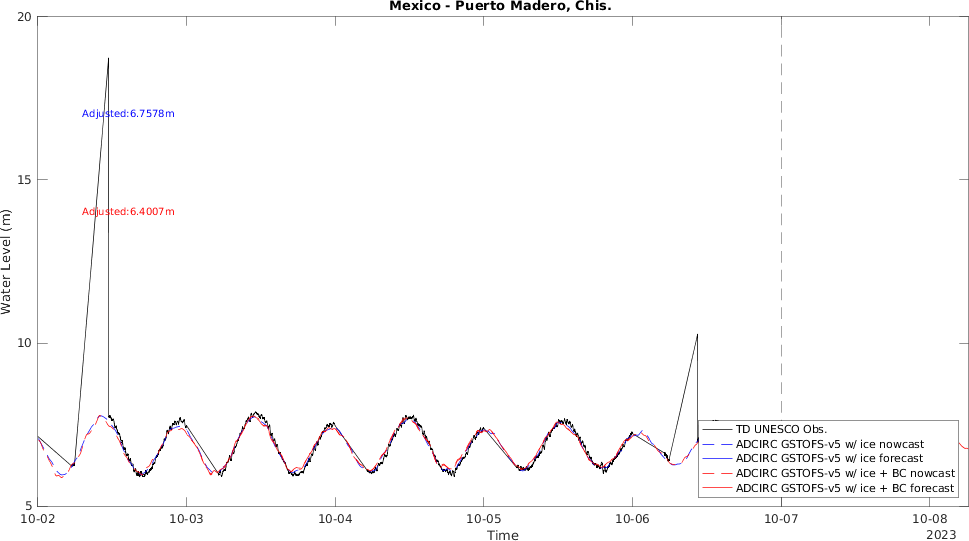 Mexico - Puerto Madero, Chis.
20
15
10
5
Water Level (m)
Adjusted:6.7578m
Adjusted:6.4007m
TD UNESCO Obs.
ADCIRC GSTOFS-v5 w/ ice nowcast
ADCIRC GSTOFS-v5 w/ ice forecast
ADCIRC GSTOFS-v5 w/ ice + BC nowcast
ADCIRC GSTOFS-v5 w/ ice + BC forecast
10-02 10-03 10-04 10-05 10-06 10-07 10-08
Time
2023